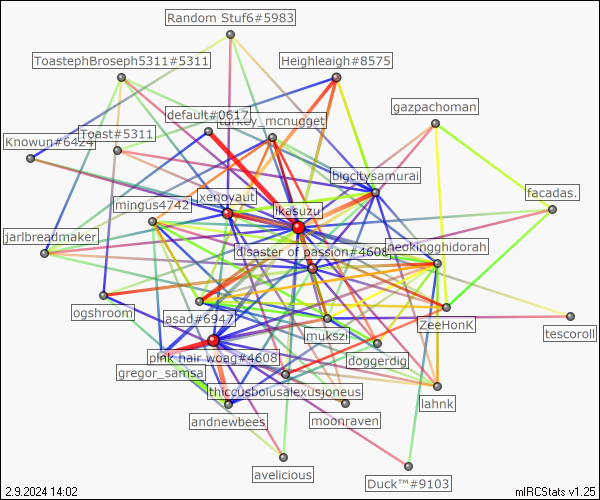 Random Stuf6#5983
ToastephBroseph5311#5311
Heighleaigh#8575
gazpachoman
default#0617
turkey_mcnugget
Toast#5311
Knowun#6424
bigcitysamurai
facadas.
xenovaut
ikasuzu
mingus4742
jarlbreadmaker
disaster of passion#4608
neokingghidorah
ogshroom
asad#6947
mukszi
ZeeHonK
tescoroll
pink hair woag#4608
doggerdig
gregor_samsa
thiccusboiusalexusjoneus
lahnk
andnewbees
moonraven
avelicious
Duck™#9103
2.9.2024 14:02
mIRCStats v1.25